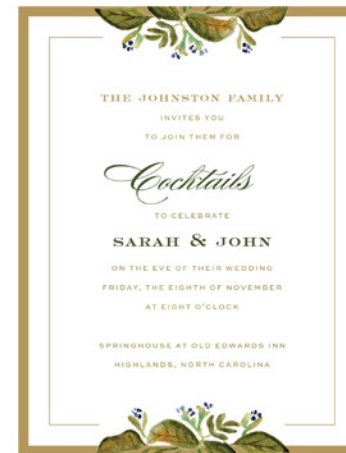 THE JOHNSTON FAMILY
INVITES YOU
TO JOIN THEM FOR
Cocktails
TO CELEBRATE
SARAH & JOHN
ON THE EVE OF THEIR WEDDING
FRIDAY, THE EIGHTH OF NOVEMBER
AT EIGHT O'CLOCK
SPRINGHOUSE AT OLD EDWARDS INN
HIGHLANDS, NORTH CAROLINA